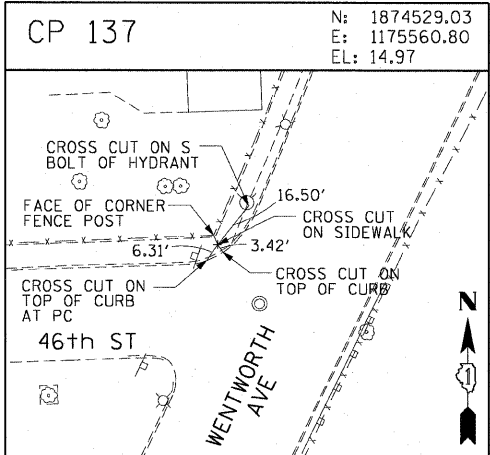 CP 137
N: 1874529.03
E: 1175560.80
EL: 14.97
CROSS CUT ON S
BOLT OF HYDRANT
16.50'
FACE OF CORNER
FENCE POST
CROSS CUT
ON SIDEWALK
6.31'
3.42'
CROSS CUT ON
TOP OF CURB
AT PC
CROSS CUT ON
TOP OF CURB
46th ST
WENTWORTH
AVE
N
1